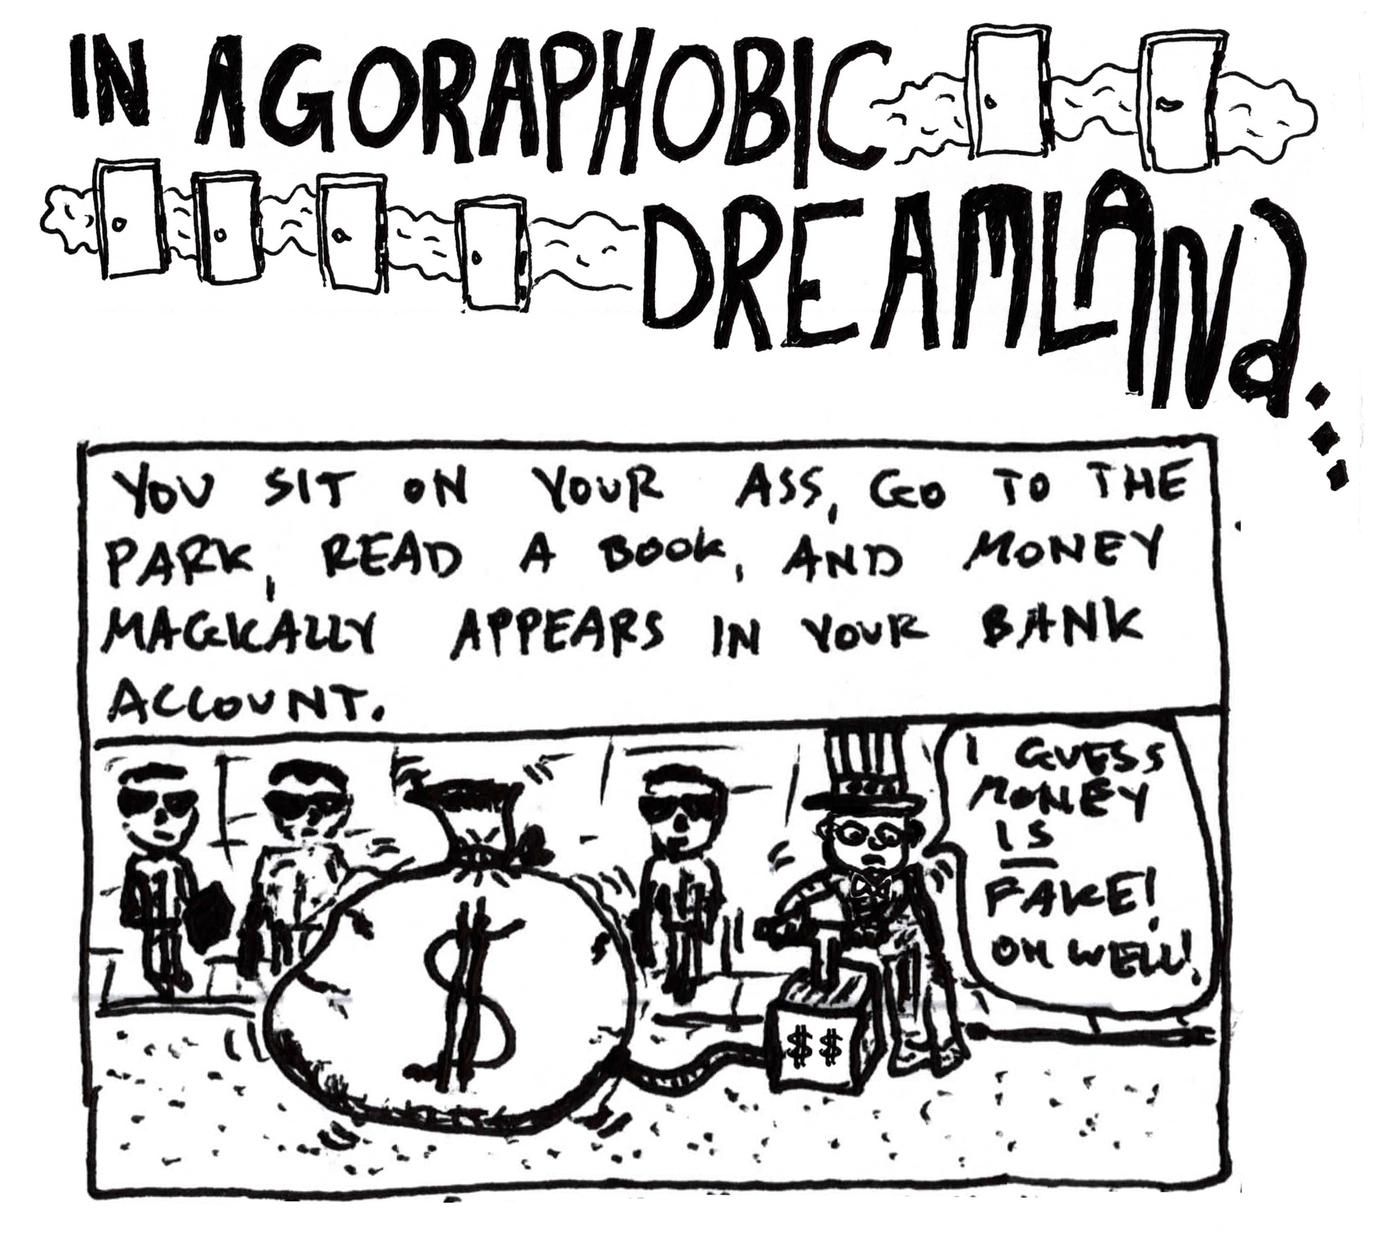 IN AGORAPHOBIC
DREAMLANd...
YOU SIT ON YOUR ASS, GO TO THE
PARK, READ A BOOK, AND MONEY
MAGICALLY APPEARS IN YOUR BANK
ACCOUNT.
I GUESS
MONEY
IS
FAKE!
OH WELL!
$
$$